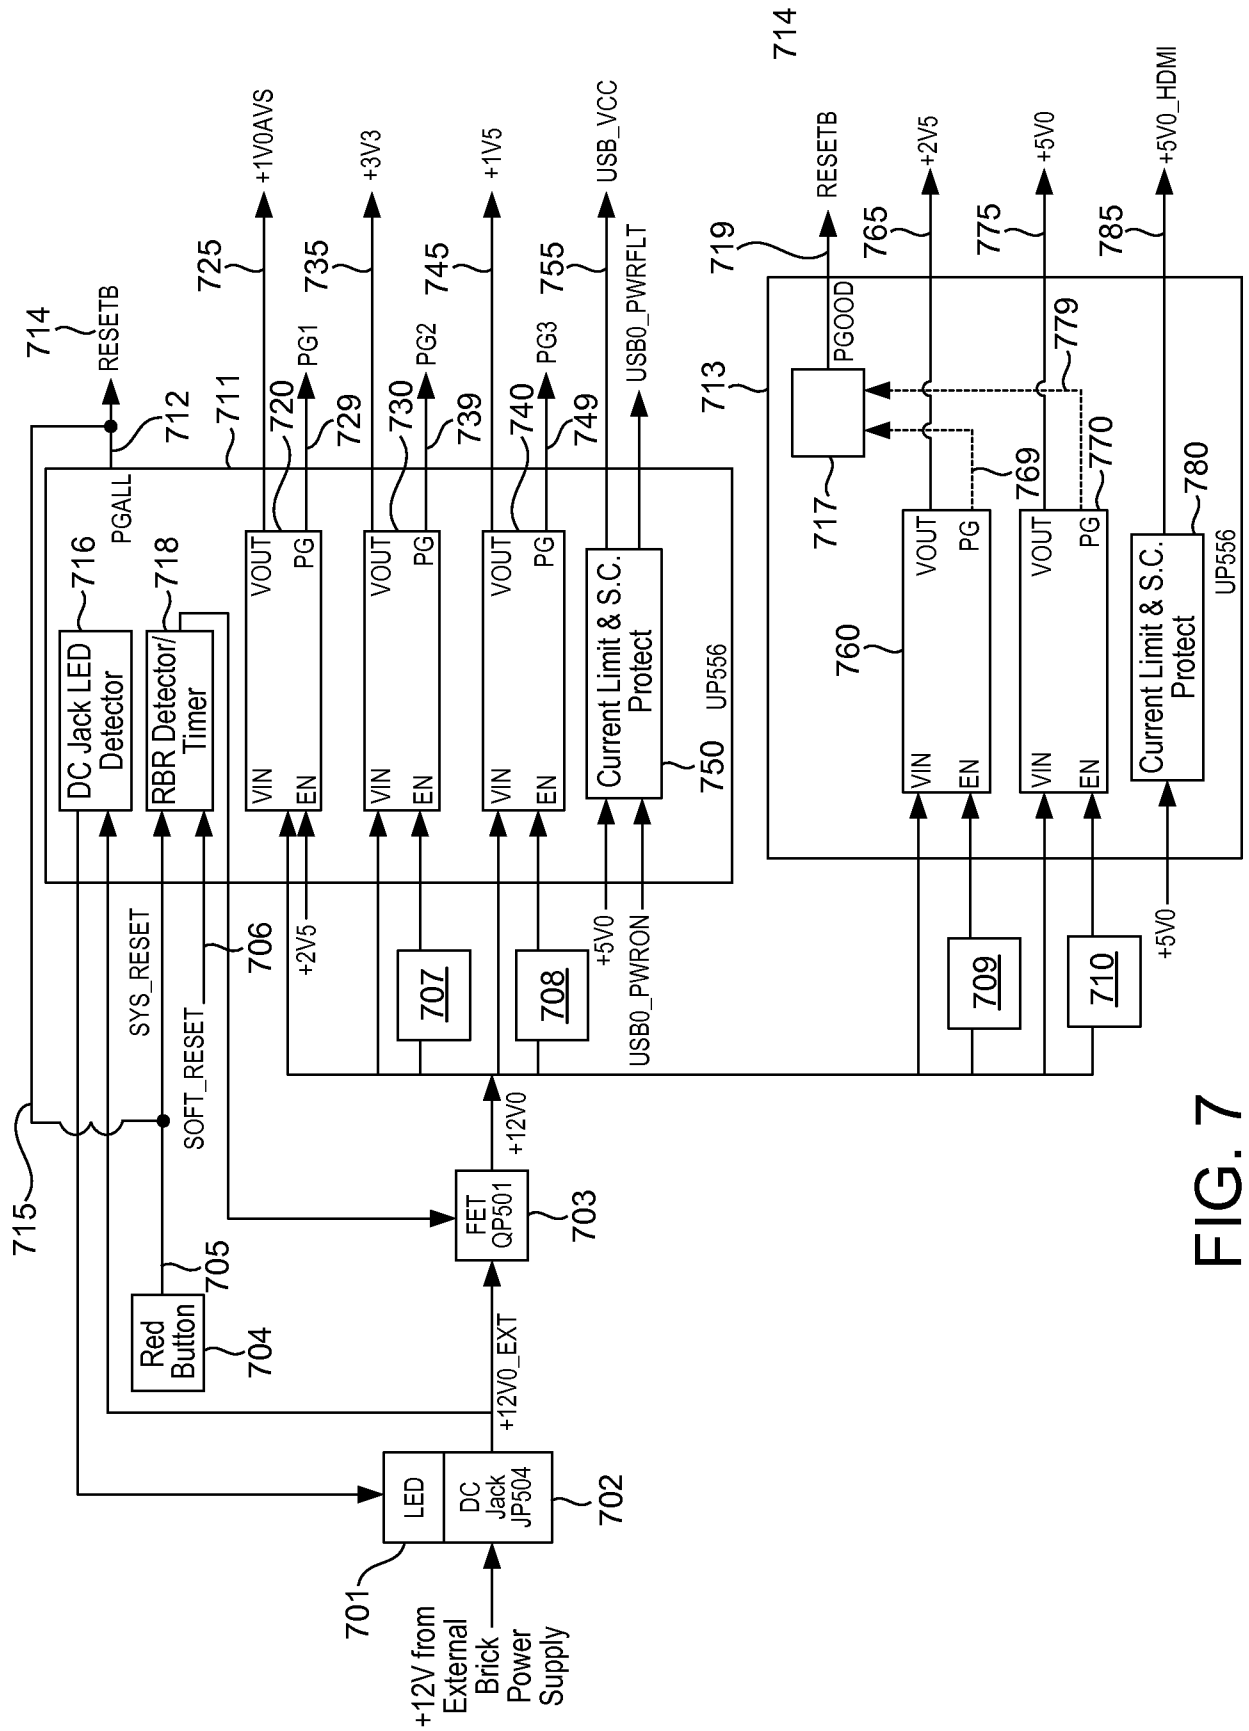 +12V from
External
Brick
Power
Supply
701
LED
DC
Jack
JP504
702
+12V0_EXT
Red
Button
704
705
715
FET
QP501
703
+12V0
SYS_RESET
SOFT_RESET
706
+2V5
707
708
+5V0
USB0_PWRON
709
710
+5V0
DC Jack LED
Detector
716
RBR Detector/
Timer
718
PGALL
712
714
RESETB
711
VIN
EN
VOUT
PG
720
725
+1V0AVS
729
PG1
VIN
EN
VOUT
PG
730
735
+3V3
739
PG2
VIN
EN
VOUT
PG
740
745
+1V5
749
PG3
Current Limit & S.C.
Protect
750
755
USB_VCC
USB0_PWRFLT
UP556
713
717
PGOOD
719
RESETB
714
760
VIN
EN
VOUT
PG
765
+2V5
769
VIN
EN
VOUT
PG
770
775
+5V0
779
Current Limit & S.C.
Protect
780
785
+5V0_HDMI
UP556
FIG. 7